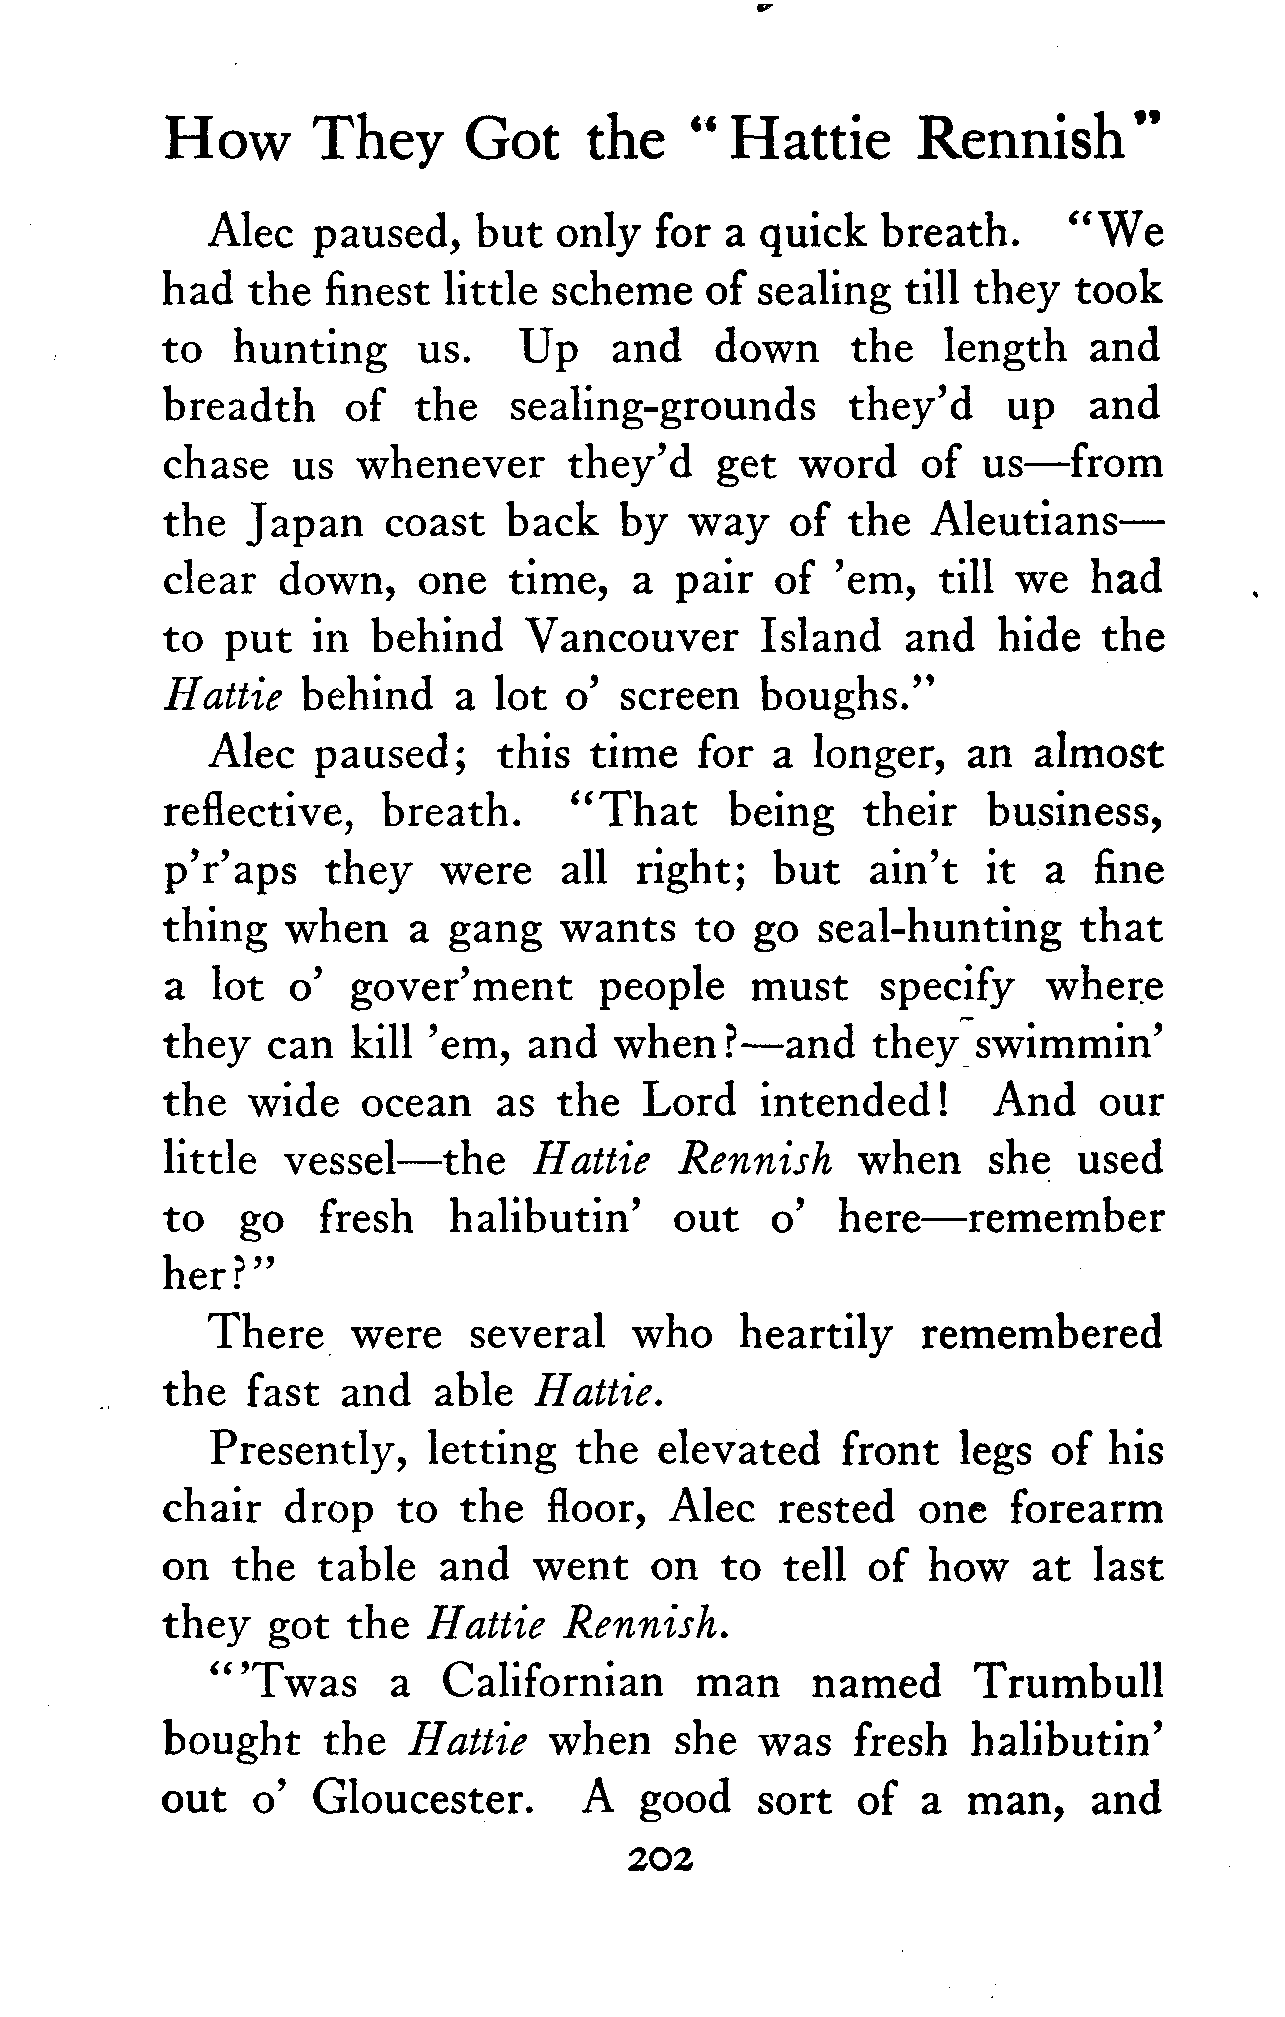 How They Got the "Hattie Rennish"
Alec paused, but only for a quick breath. "We
had the finest little scheme of sealing till they took
to hunting us. Up and down the length and
breadth of the sealing-grounds they'd up and
chase us whenever they'd get word of us—from
the Japan coast back by way of the Aleutians—
clear down, one time, a pair of 'em, till we had
to put in behind Vancouver Island and hide the
Hattie behind a lot o' screen boughs."
Alec paused; this time for a longer, an almost
reflective, breath. "That being their business,
p'r'aps they were all right; but ain't it a fine
thing when a gang wants to go seal-hunting that
a lot o' gover'ment people must specify where
they can kill 'em, and when?—and they swimmin'
the wide ocean as the Lord intended! And our
little vessel—the Hattie Rennish when she used
to go fresh halibutin' out o' here—remember
her?"
There were several who heartily remembered
the fast and able Hattie.
Presently, letting the elevated front legs of his
chair drop to the floor, Alec rested one forearm
on the table and went on to tell of how at last
they got the Hattie Rennish.
"'Twas a Californian man named Trumbull
bought the Hattie when she was fresh halibutin'
out o' Gloucester. A good sort of a man, and
202